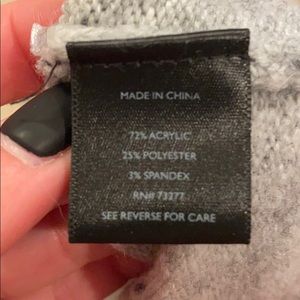 MADE IN CHINA
72% ACRYLIC
25% POLYESTER
3% SPANDEX
RN# 73277
SEE REVERSE FOR CARE